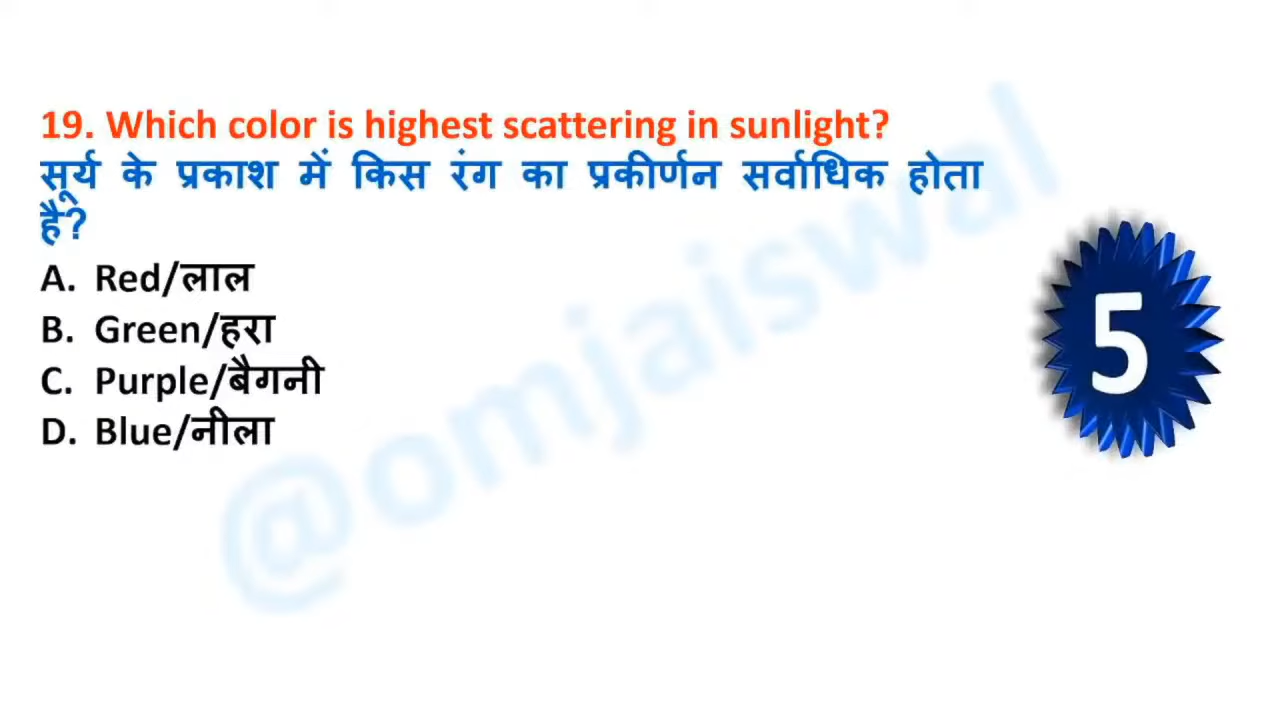 19. Which color is highest scattering in sunlight?
सूर्य के प्रकाश में किस रंग का प्रकीर्णन सर्वाधिक होता
है?
A. Red/लाल
B. Green/हरा
C. Purple/बैगनी
D. Blue/नीला
5
@omjaiswal